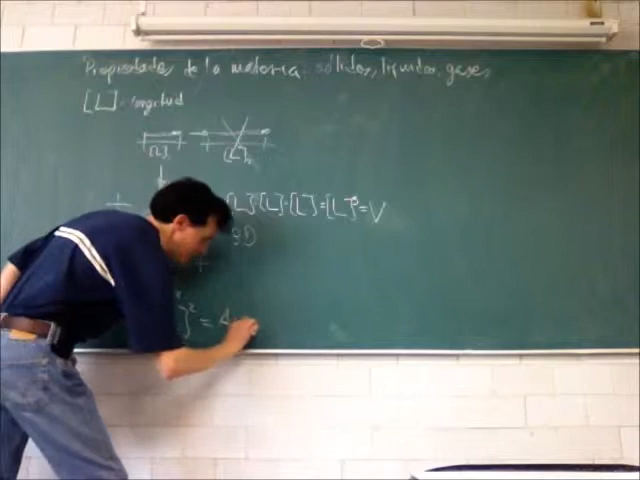 Propiedades de la materia: sólidos, líquidos, gases
[L] = longitud
[L]·[L]·[L] = [L]³ = V
3D
]² = A